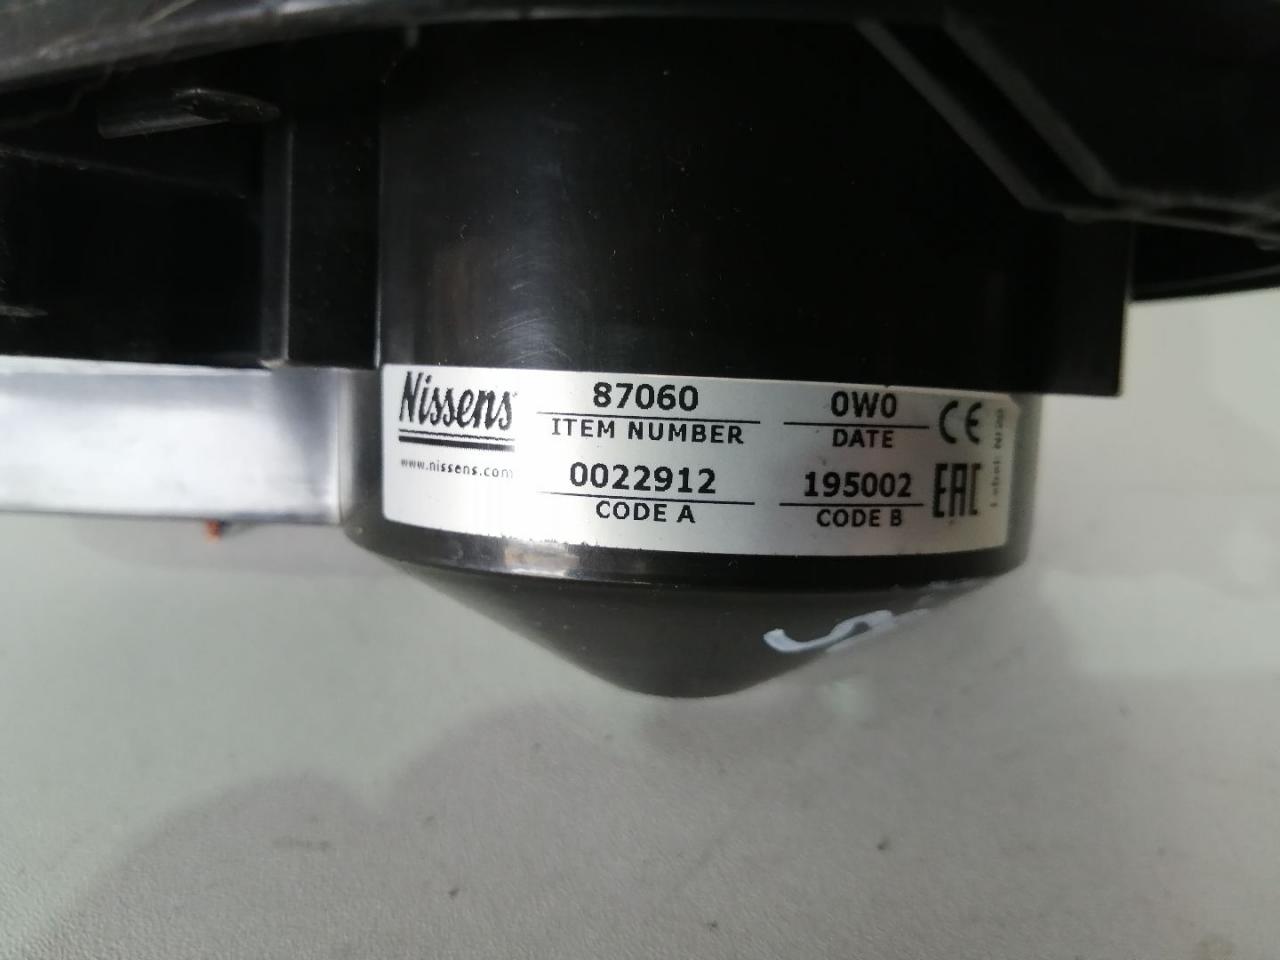 Nissens
www.nissens.com
87060
ITEM NUMBER
0W0
DATE
CE
0022912
CODE A
195002
CODE B
EAC